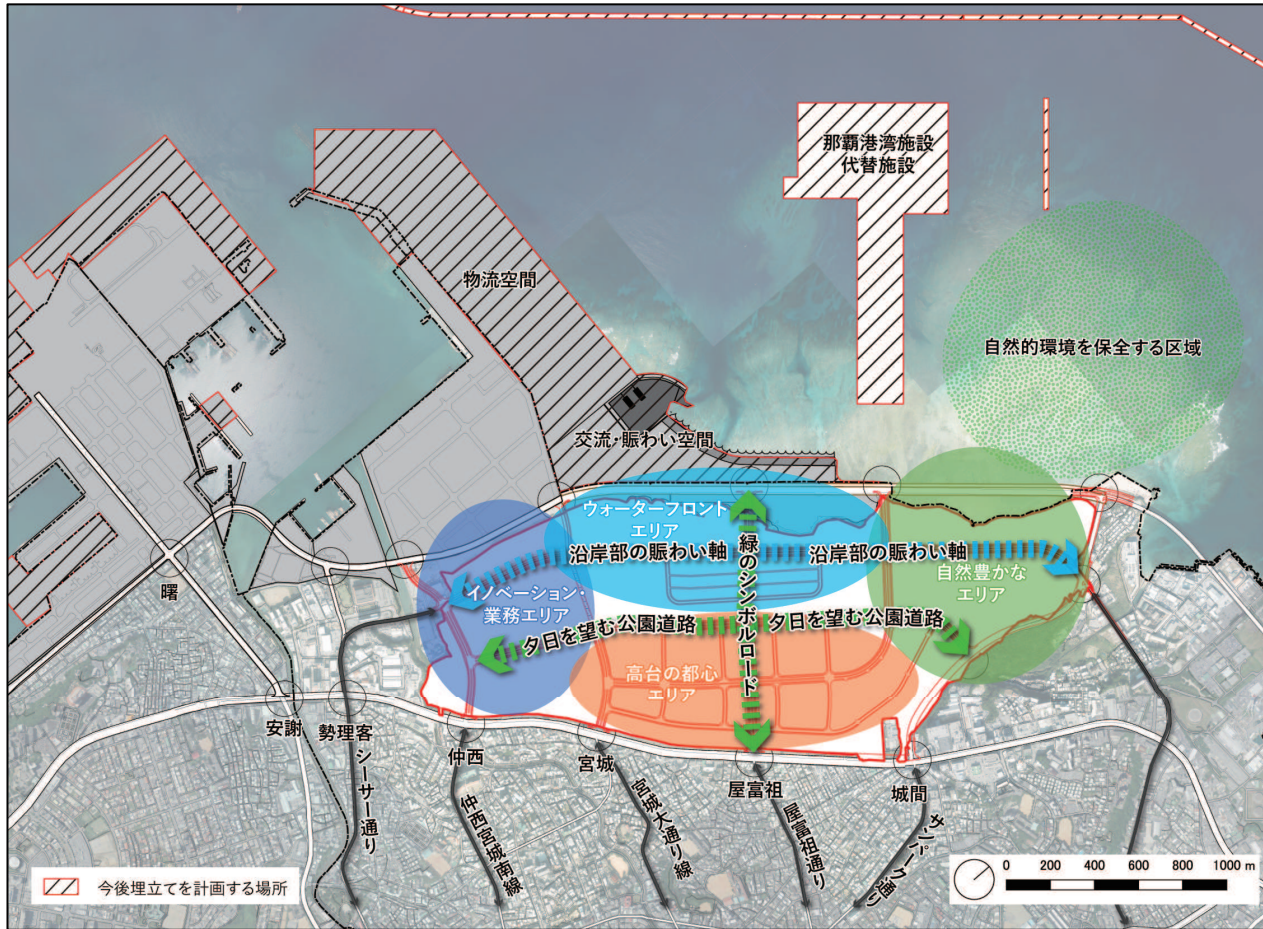 那覇港湾施設
代替施設
物流空間
自然的環境を保全する区域
交流・賑わい空間
ウォーターフロント
エリア
沿岸部の賑わい軸
沿岸部の賑わい軸
緑のシンボルロード
自然豊かな
エリア
イノベーション・
業務エリア
夕日を望む公園道路
夕日を望む公園道路
高台の都心
エリア
曙
安謝
勢理客
仲西
宮城
屋富祖
城間
シーサー通り
仲西宮城南線
宮城大通り線
屋富祖通り
サンパーク通り
今後埋立てを計画する場所
0 200 400 600 800 1000 m